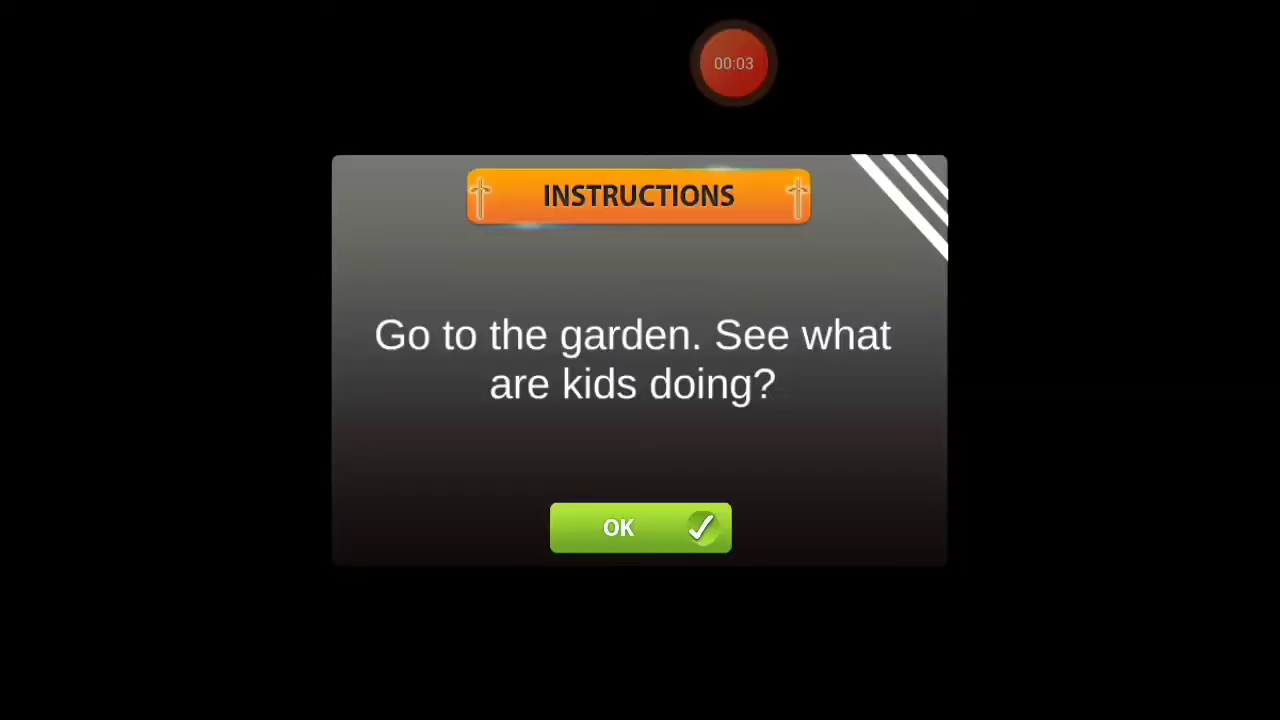 00:03
INSTRUCTIONS
Go to the garden. See what
are kids doing?
OK